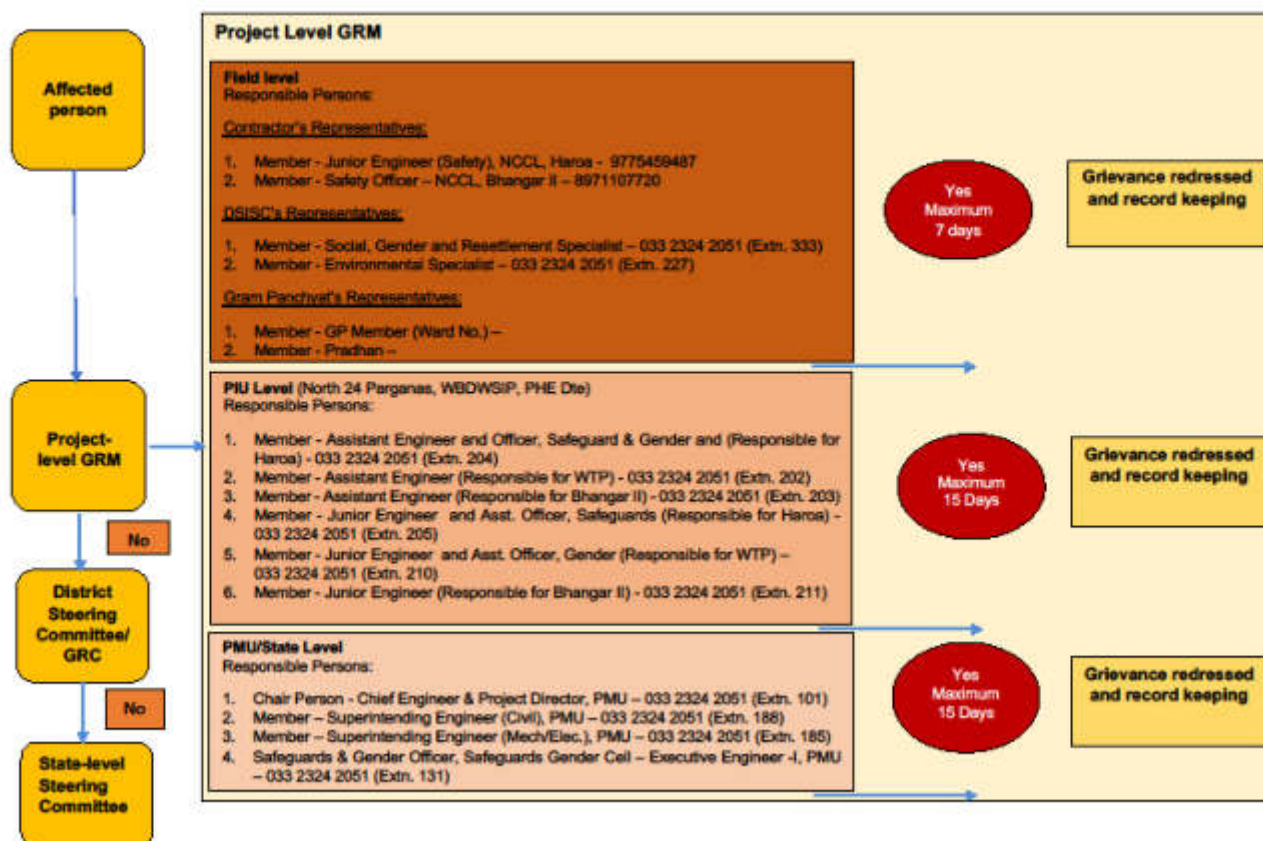 Affected
person
Project-
level GRM
No
District
Steering
Committee/
GRC
No
State-level
Steering
Committee
Project Level GRM
Field level
Responsible Persons:
Contractor's Representatives:
1. Member - Junior Engineer (Safety), NCCL, Haroa - 9775459487
2. Member - Safety Officer – NCCL, Bhangar II – 8971107720
DSISC's Representatives:
1. Member - Social, Gender and Resettlement Specialist – 033 2324 2051 (Extn. 333)
2. Member - Environmental Specialist – 033 2324 2051 (Extn. 227)
Gram Panchyat's Representatives:
1. Member - GP Member (Ward No.) –
2. Member - Pradhan –
Yes
Maximum
7 days
Grievance redressed
and record keeping
PIU Level (North 24 Parganas, WBDWSIP, PHE Dte)
Responsible Persons:
1. Member - Assistant Engineer and Officer, Safeguard & Gender and (Responsible for
Haroa) - 033 2324 2051 (Extn. 204)
2. Member - Assistant Engineer (Responsible for WTP) - 033 2324 2051 (Extn. 202)
3. Member - Assistant Engineer (Responsible for Bhangar II) - 033 2324 2051 (Extn. 203)
4. Member - Junior Engineer and Asst. Officer, Safeguards (Responsible for Haroa) -
033 2324 2051 (Extn. 205)
5. Member - Junior Engineer and Asst. Officer, Gender (Responsible for WTP) –
033 2324 2051 (Extn. 210)
6. Member - Junior Engineer (Responsible for Bhangar II) - 033 2324 2051 (Extn. 211)
Yes
Maximum
15 Days
Grievance redressed
and record keeping
PMU/State Level
Responsible Persons:
1. Chair Person - Chief Engineer & Project Director, PMU – 033 2324 2051 (Extn. 101)
2. Member – Superintending Engineer (Civil), PMU – 033 2324 2051 (Extn. 188)
3. Member – Superintending Engineer (Mech/Elec.), PMU – 033 2324 2051 (Extn. 185)
4. Safeguards & Gender Officer, Safeguards Gender Cell – Executive Engineer -I, PMU
– 033 2324 2051 (Extn. 131)
Yes
Maximum
15 Days
Grievance redressed
and record keeping